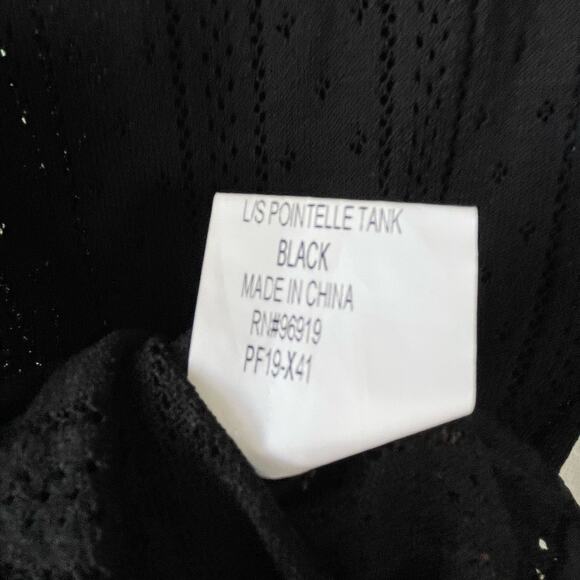 L/S POINTELLE TANK
BLACK
MADE IN CHINA
RN#96919
PF19-X41